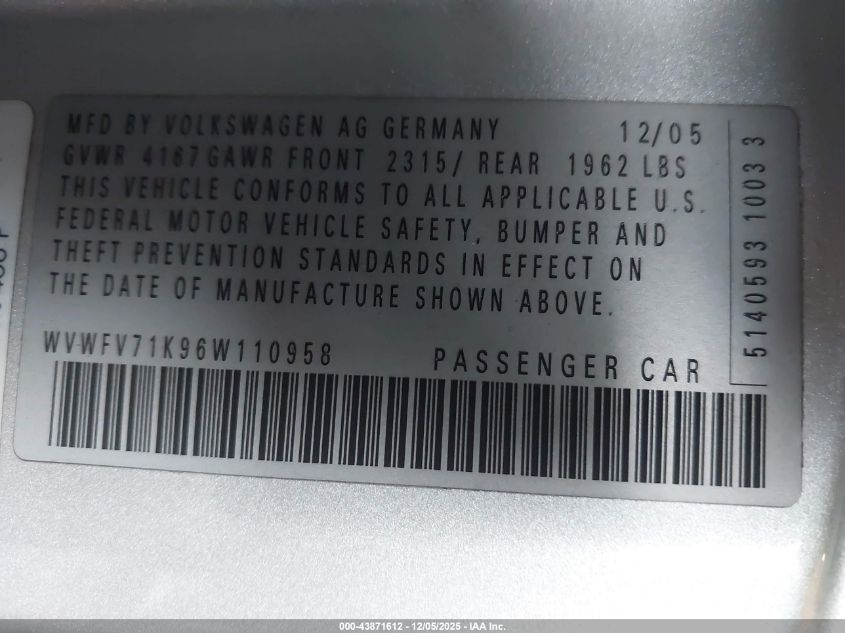 MFD BY VOLKSWAGEN AG GERMANY 12/05
GVWR 4167 GAWR FRONT 2315/ REAR 1962 LBS
THIS VEHICLE CONFORMS TO ALL APPLICABLE U.S.
FEDERAL MOTOR VEHICLE SAFETY, BUMPER AND
THEFT PREVENTION STANDARDS IN EFFECT ON
THE DATE OF MANUFACTURE SHOWN ABOVE.
WVWFV71K96W110958 PASSENGER CAR
5140593 1003 3
000-43871612 - 12/05/2025 - IAA Inc.